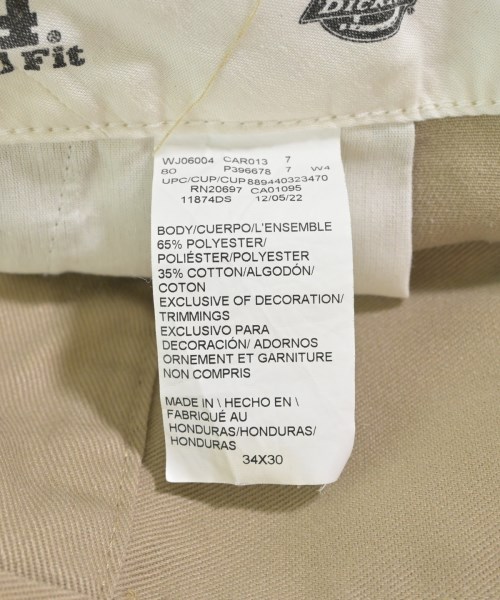 4.
Fit
DICKIES
WJ06004 CAR013 7
80 P396678 7 W4
UPC/CUP/CUP889440323470
RN20697 CA01095
11874DS 12/05/22
BODY/CUERPO/L'ENSEMBLE
65% POLYESTER/
POLIÉSTER/POLYESTER
35% COTTON/ALGODÓN/
COTON
EXCLUSIVE OF DECORATION/
TRIMMINGS
EXCLUSIVO PARA
DECORACIÓN/ ADORNOS
ORNEMENT ET GARNITURE
NON COMPRIS
MADE IN \ HECHO EN \
FABRIQUÉ AU
HONDURAS/HONDURAS/
HONDURAS
34X30